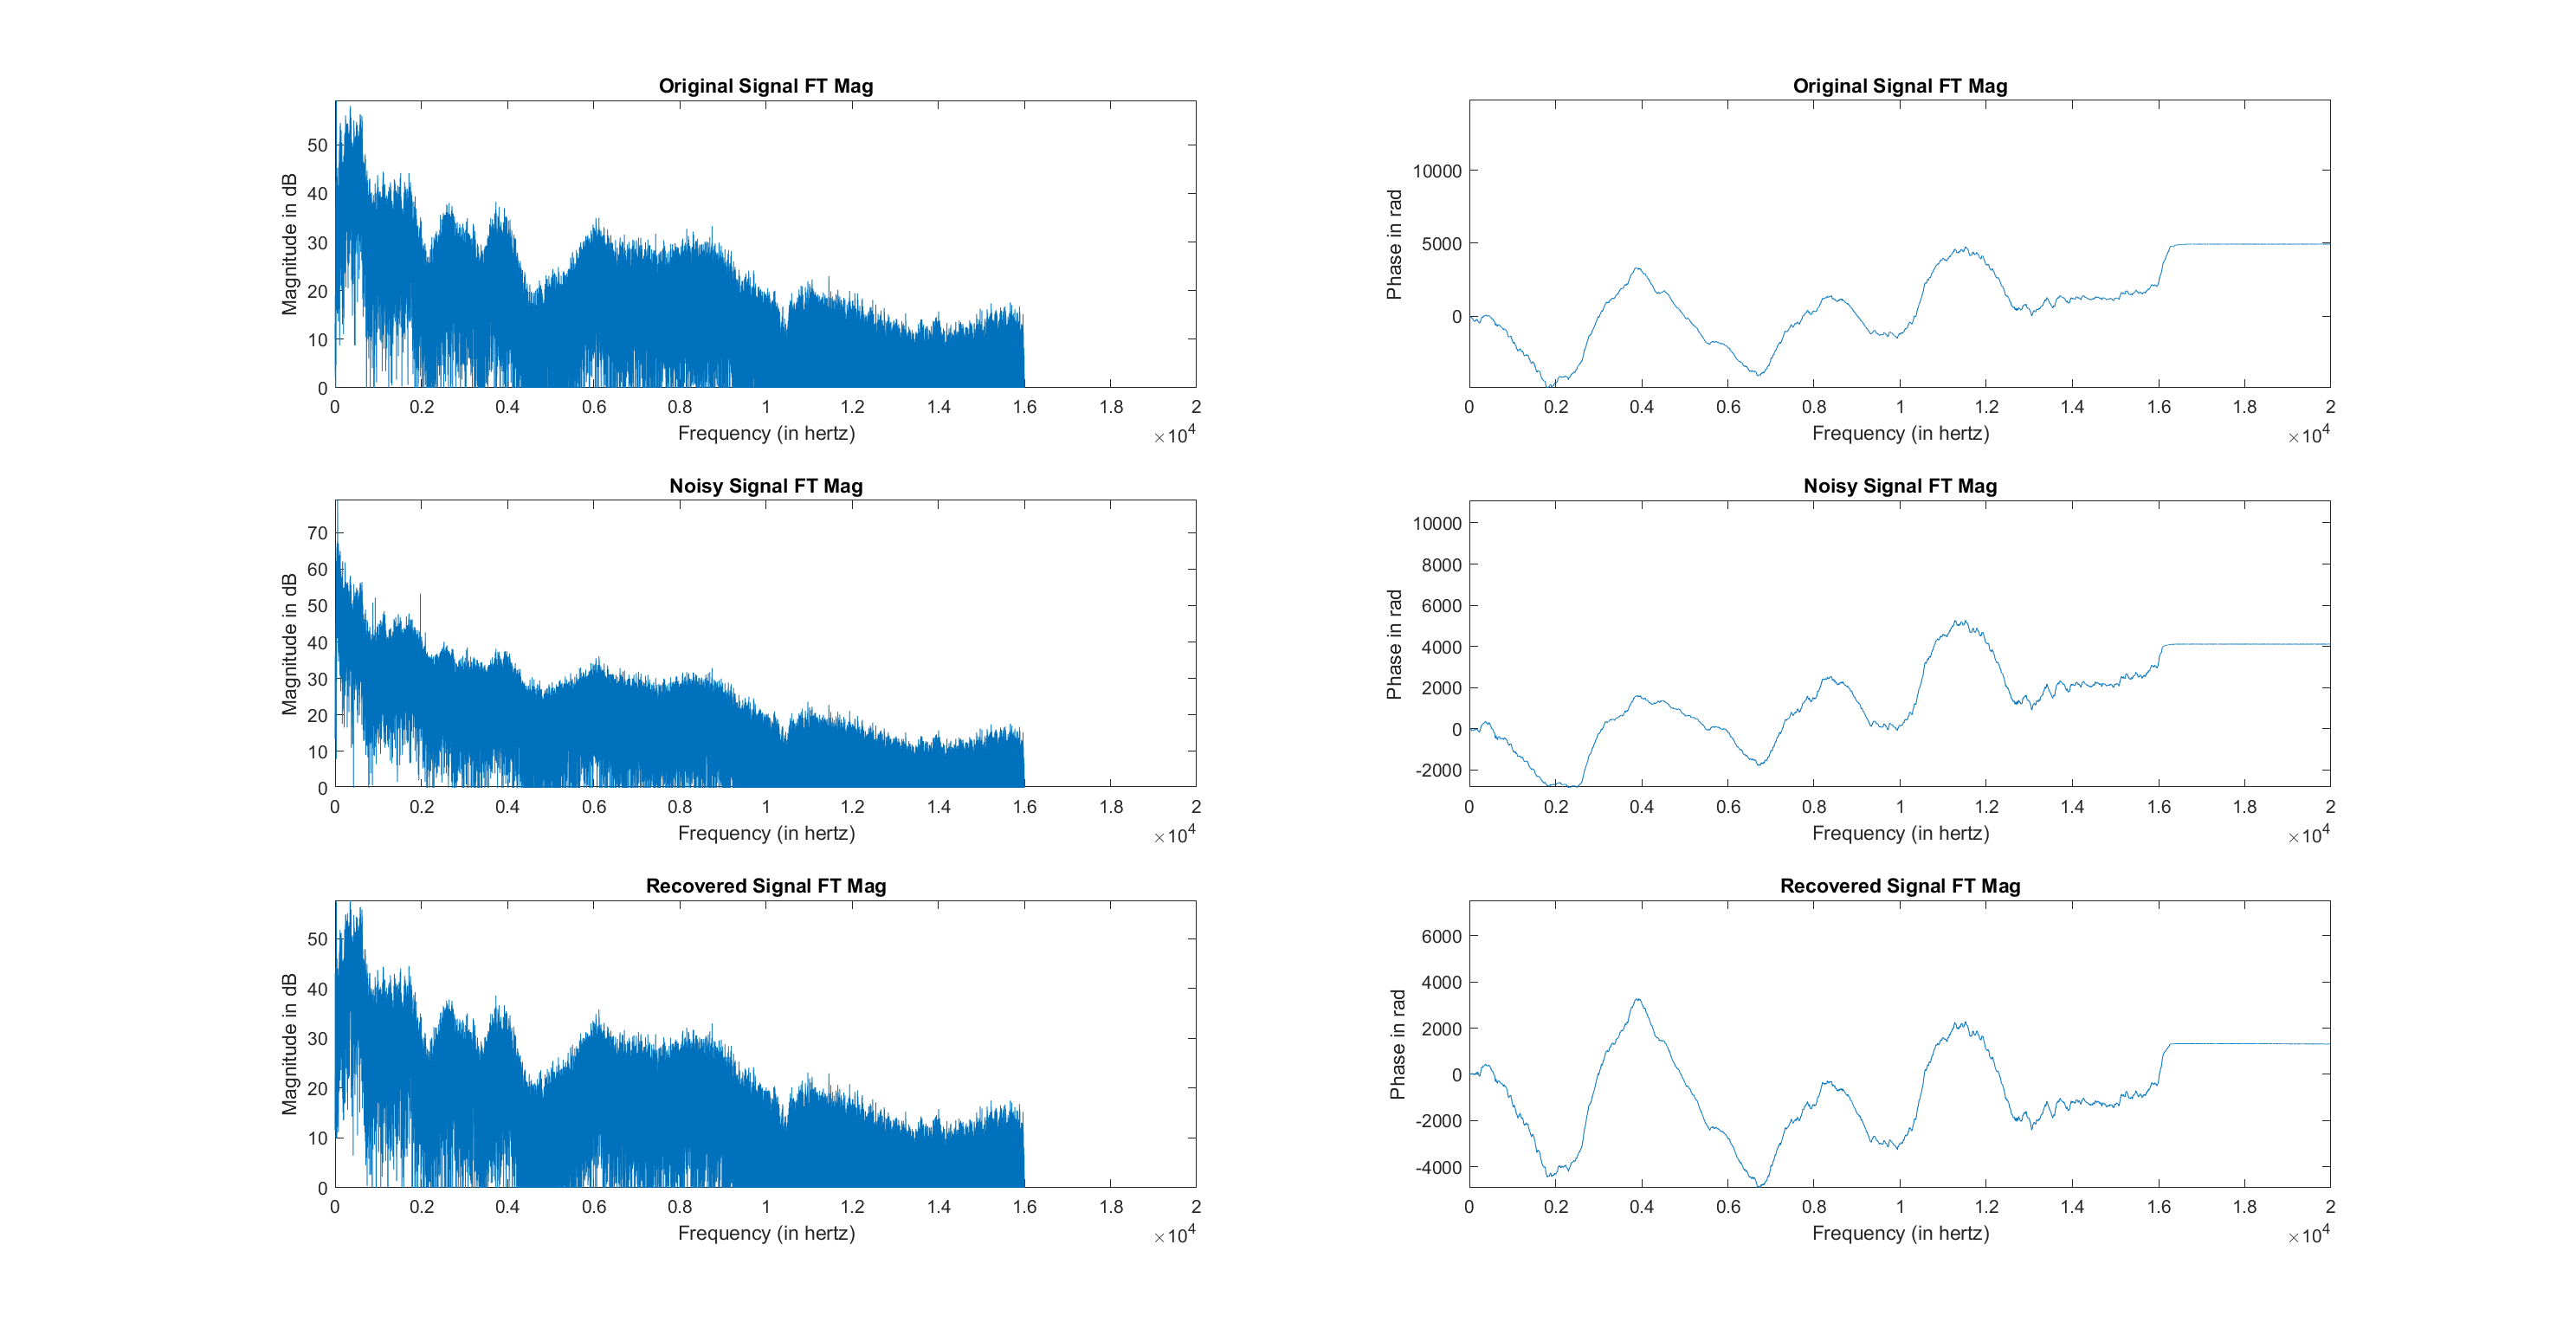 Original Signal FT Mag
Magnitude in dB
50
40
30
20
10
0
0 0.2 0.4 0.6 0.8 1 1.2 1.4 1.6 1.8 2
Frequency (in hertz)
×10^4
Original Signal FT Mag
Phase in rad
10000
5000
0
0 0.2 0.4 0.6 0.8 1 1.2 1.4 1.6 1.8 2
Frequency (in hertz)
×10^4
Noisy Signal FT Mag
Magnitude in dB
70
60
50
40
30
20
10
0
0 0.2 0.4 0.6 0.8 1 1.2 1.4 1.6 1.8 2
Frequency (in hertz)
×10^4
Noisy Signal FT Mag
Phase in rad
10000
8000
6000
4000
2000
0
-2000
0 0.2 0.4 0.6 0.8 1 1.2 1.4 1.6 1.8 2
Frequency (in hertz)
×10^4
Recovered Signal FT Mag
Magnitude in dB
50
40
30
20
10
0
0 0.2 0.4 0.6 0.8 1 1.2 1.4 1.6 1.8 2
Frequency (in hertz)
×10^4
Recovered Signal FT Mag
Phase in rad
6000
4000
2000
0
-2000
-4000
0 0.2 0.4 0.6 0.8 1 1.2 1.4 1.6 1.8 2
Frequency (in hertz)
×10^4